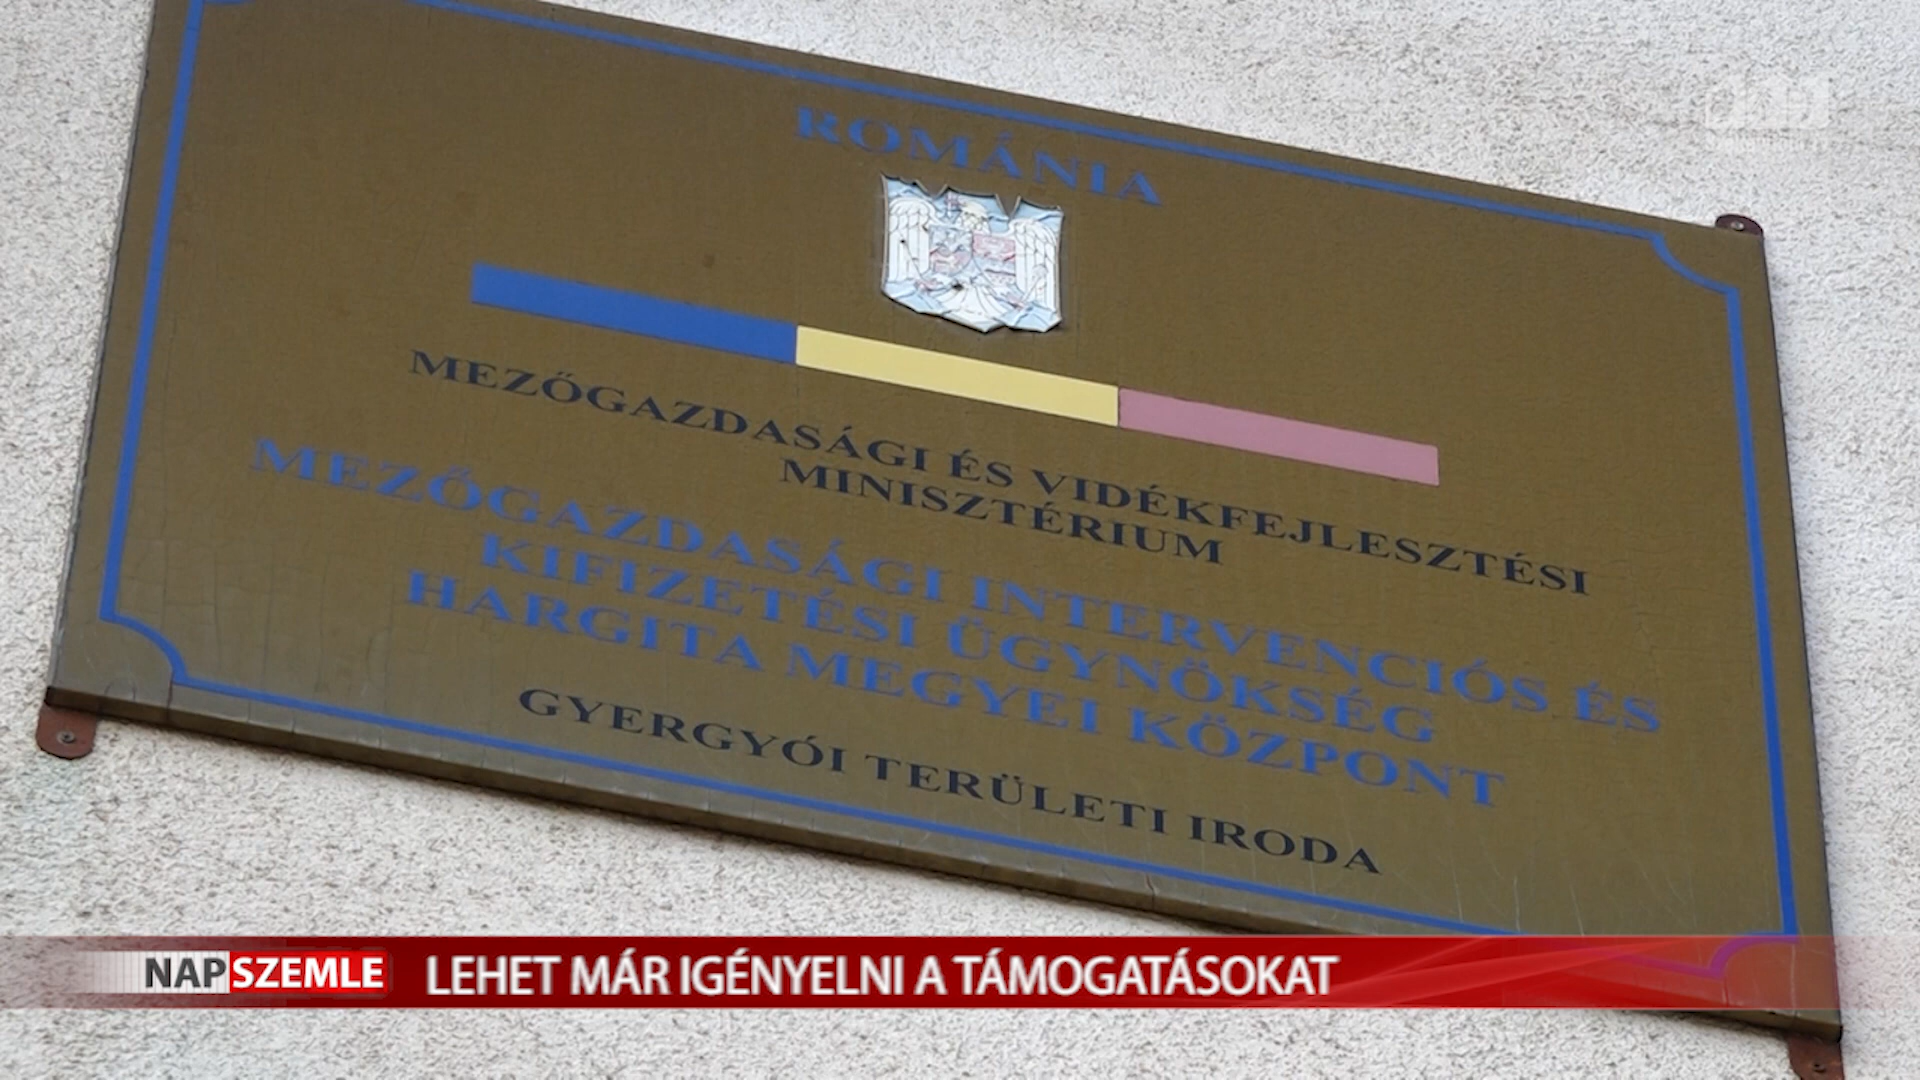 ROMÁNIA
MEZŐGAZDASÁGI ÉS VIDÉKFEJLESZTÉSI
MINISZTÉRIUM
MEZŐGAZDASÁGI INTERVENCIÓS ÉS
KIFIZETÉSI ÜGYNÖKSÉG
HARGITA MEGYEI KÖZPONT
GYERGYÓI TERÜLETI IRODA
NAPSZEMLE LEHET MÁR IGÉNYELNI A TÁMOGATÁSOKAT